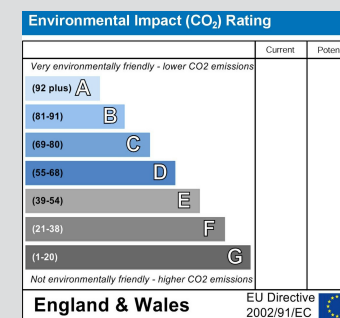 Environmental Impact (CO₂) Rating
Current Poten
Very environmentally friendly - lower CO2 emissions
(92 plus) A
(81-91) B
(69-80) C
(55-68) D
(39-54) E
(21-38) F
(1-20) G
Not environmentally friendly - higher CO2 emissions
England & Wales
EU Directive
2002/91/EC